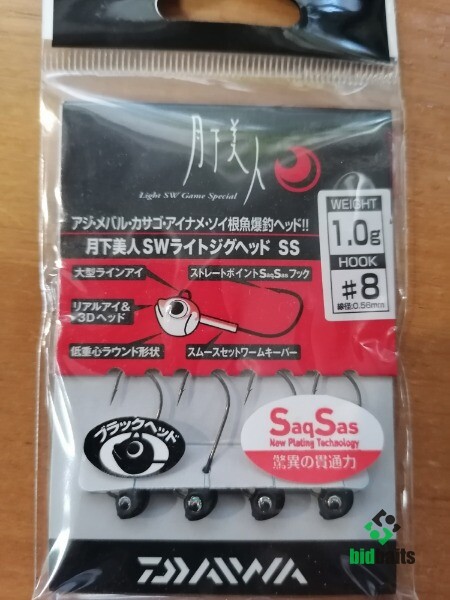 月下美人
Light SW Game Special
アジ・メバル・カサゴ・アイナメ・ソイ根魚爆釣ヘッド!!
月下美人SWライトジグヘッド SS
WEIGHT
1.0g
HOOK
#8
線径:0.56mm
大型ラインアイ
ストレートポイントSaqSasフック
リアルアイ&
3Dヘッド
低重心ラウンド形状
スムースセットワームキーパー
ブラックヘッド
SaqSas
New Plating Technology
驚異の貫通力
DAIWA
bidbaits